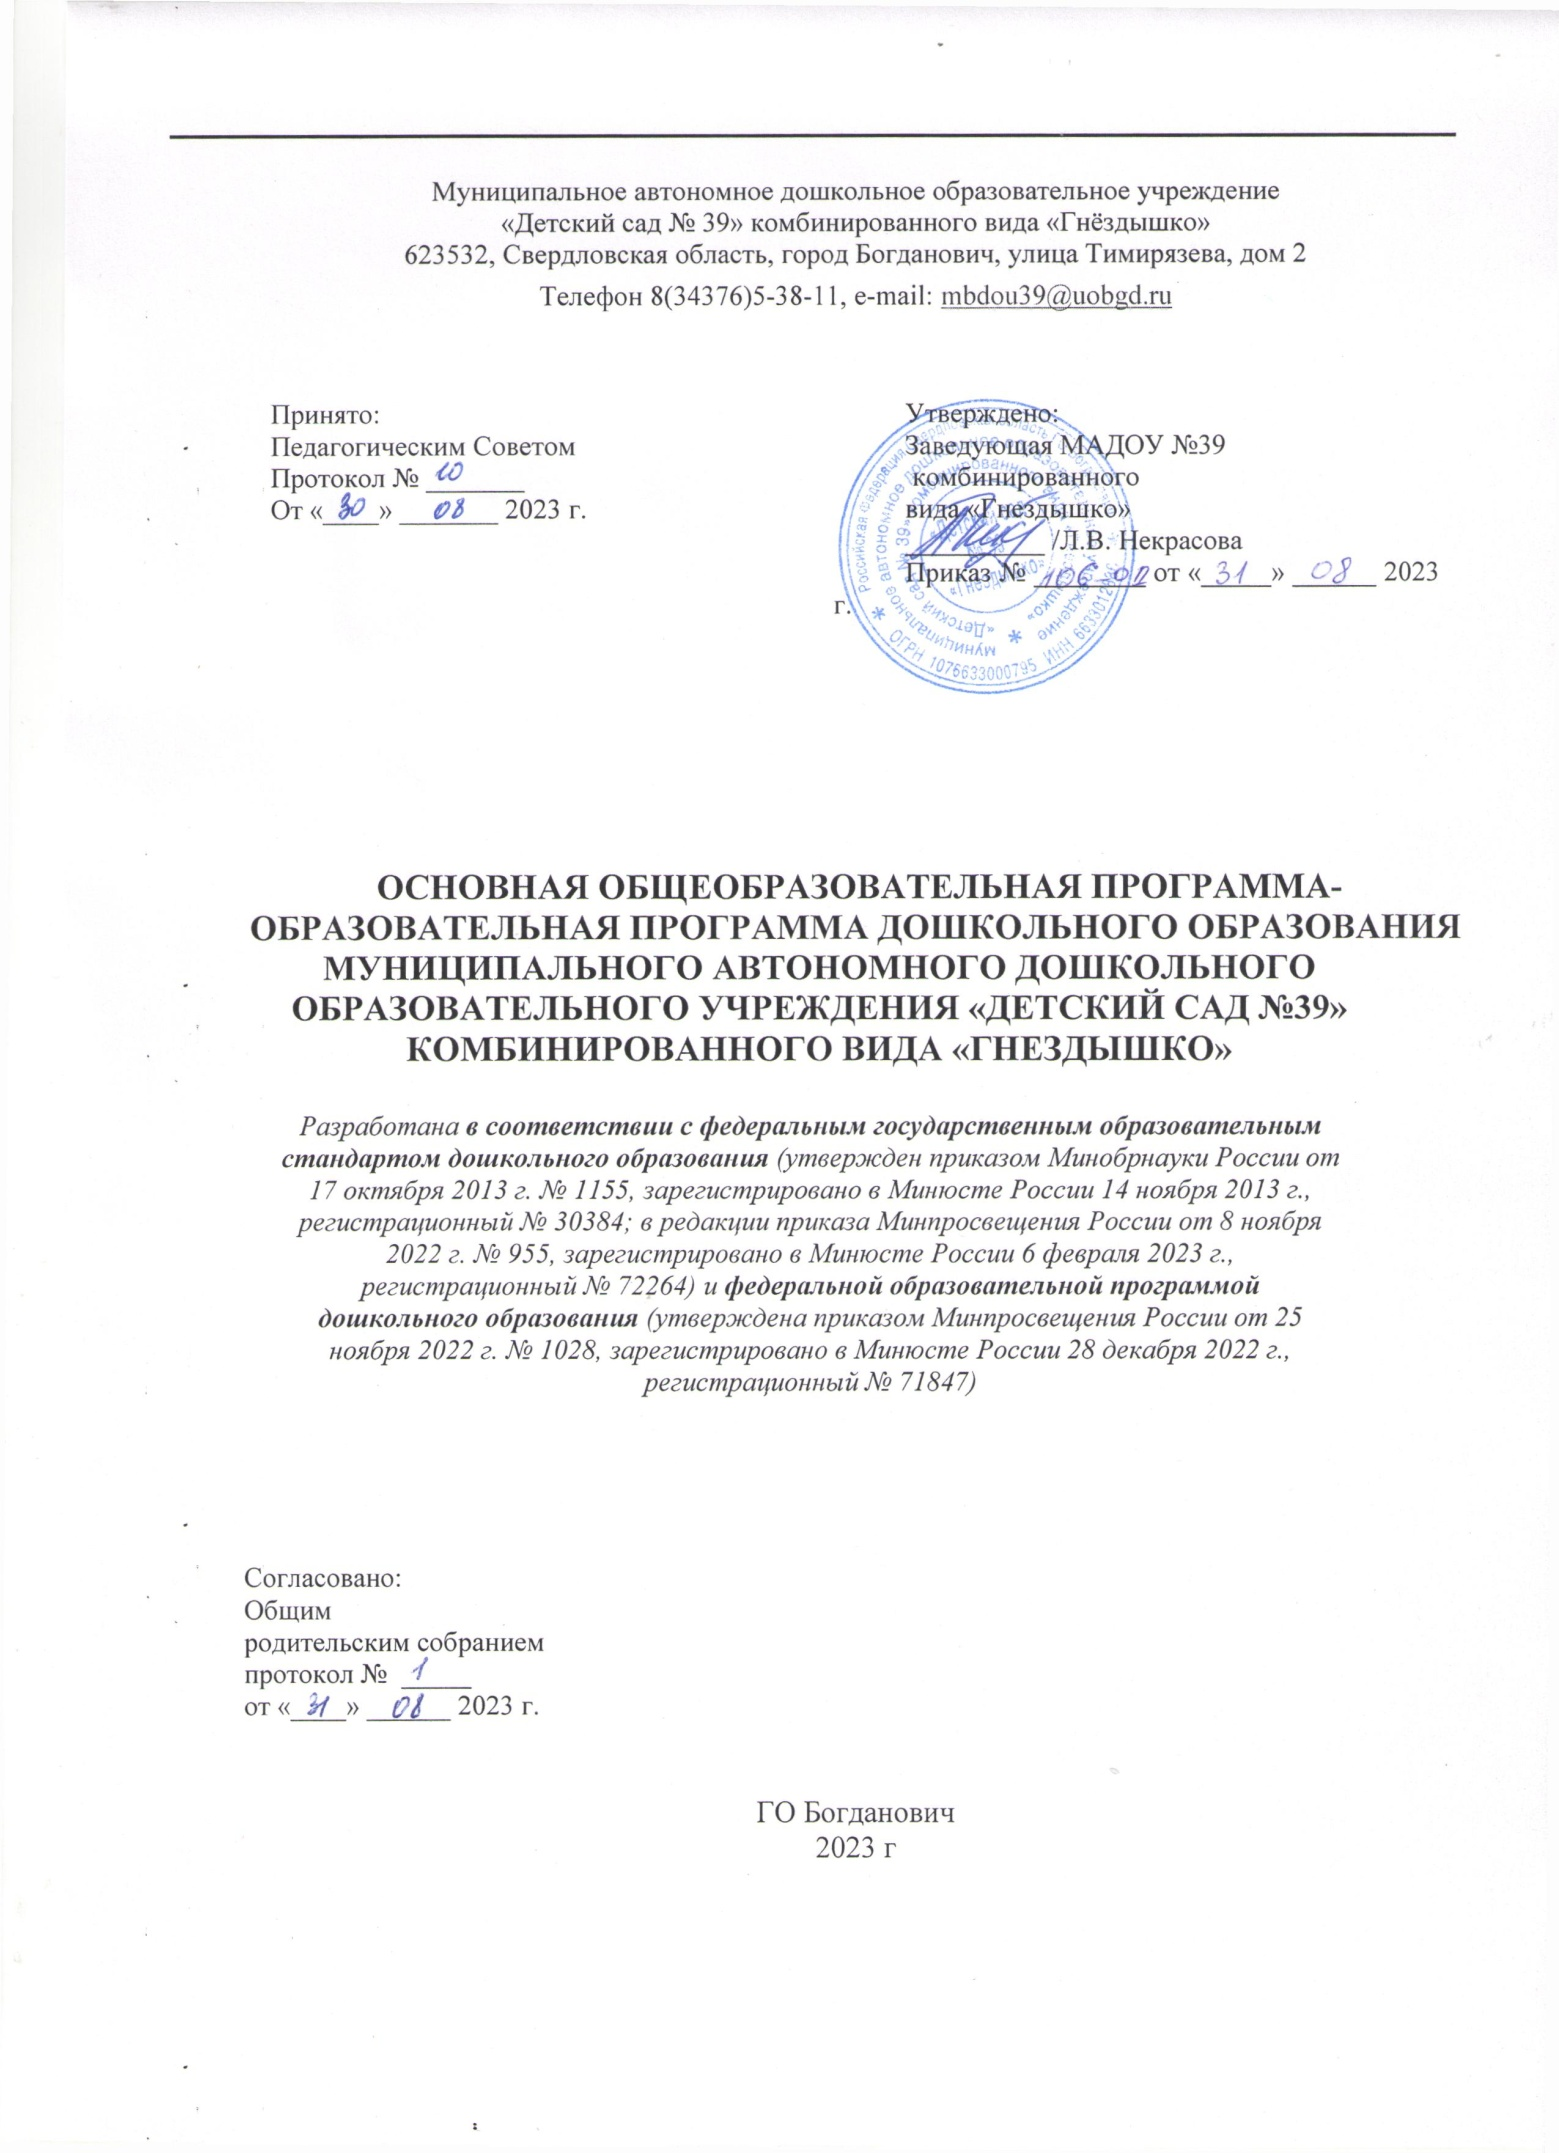 Муниципальное автономное дошкольное образовательное учреждение
«Детский сад № 39» комбинированного вида «Гнёздышко»
623532, Свердловская область, город Богданович, улица Тимирязева, дом 2
Телефон 8(34376)5-38-11, e-mail: mbdou39@uobgd.ru
Принято:
Педагогическим Советом
Протокол № 10
От «30» 08 2023 г.
Утверждено:
Заведующая МАДОУ №39
комбинированного
вида «Гнездышко»
/Л.В. Некрасова
Приказ № 106-02 от «31» 08 2023
г.
ОГРН 1076633000795 ИНН
ОСНОВНАЯ ОБЩЕОБРАЗОВАТЕЛЬНАЯ ПРОГРАММА-
ОБРАЗОВАТЕЛЬНАЯ ПРОГРАММА ДОШКОЛЬНОГО ОБРАЗОВАНИЯ
МУНИЦИПАЛЬНОГО АВТОНОМНОГО ДОШКОЛЬНОГО
ОБРАЗОВАТЕЛЬНОГО УЧРЕЖДЕНИЯ «ДЕТСКИЙ САД №39»
КОМБИНИРОВАННОГО ВИДА «ГНЕЗДЫШКО»
Разработана в соответствии с федеральным государственным образовательным
стандартом дошкольного образования (утвержден приказом Минобрнауки России от
17 октября 2013 г. № 1155, зарегистрировано в Минюсте России 14 ноября 2013 г.,
регистрационный № 30384; в редакции приказа Минпросвещения России от 8 ноября
2022 г. № 955, зарегистрировано в Минюсте России 6 февраля 2023 г.,
регистрационный № 72264) и федеральной образовательной программой
дошкольного образования (утверждена приказом Минпросвещения России от 25
ноября 2022 г. № 1028, зарегистрировано в Минюсте России 28 декабря 2022 г.,
регистрационный № 71847)
Согласовано:
Общим
родительским собранием
протокол № 1
от «31» 08 2023 г.
ГО Богданович
2023 г